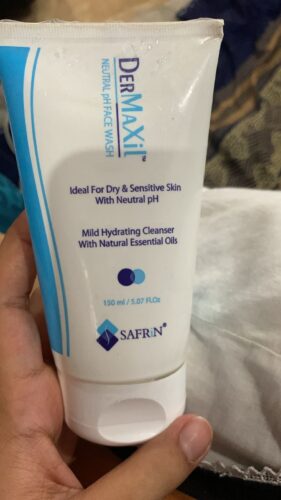 DERMAXiL™
NEUTRAL pH FACE WASH
Ideal For Dry & Sensitive Skin
With Neutral pH
Mild Hydrating Cleanser
With Natural Essential Oils
150 ml / 5.07 FLOz
SAFRiN®